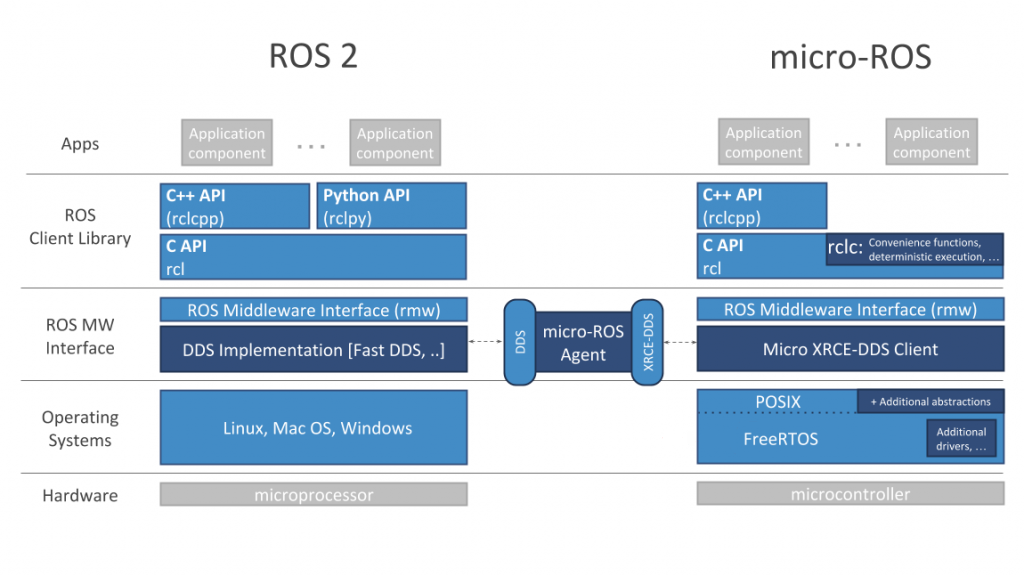 ROS 2
micro-ROS
Apps
Application
component
...
Application
component
Application
component
...
Application
component
ROS
Client Library
C++ API
(rclcpp)
Python API
(rclpy)
C API
rcl
C++ API
(rclcpp)
C API
rcl
rclc: Convenience functions,
deterministic execution, ...
ROS MW
Interface
ROS Middleware Interface (rmw)
DDS Implementation [Fast DDS, ..]
DDS
micro-ROS
Agent
XRCE-DDS
ROS Middleware Interface (rmw)
Micro XRCE-DDS Client
Operating
Systems
Linux, Mac OS, Windows
POSIX
+ Additional abstractions
FreeRTOS
Additional
drivers, ...
Hardware
microprocessor
microcontroller